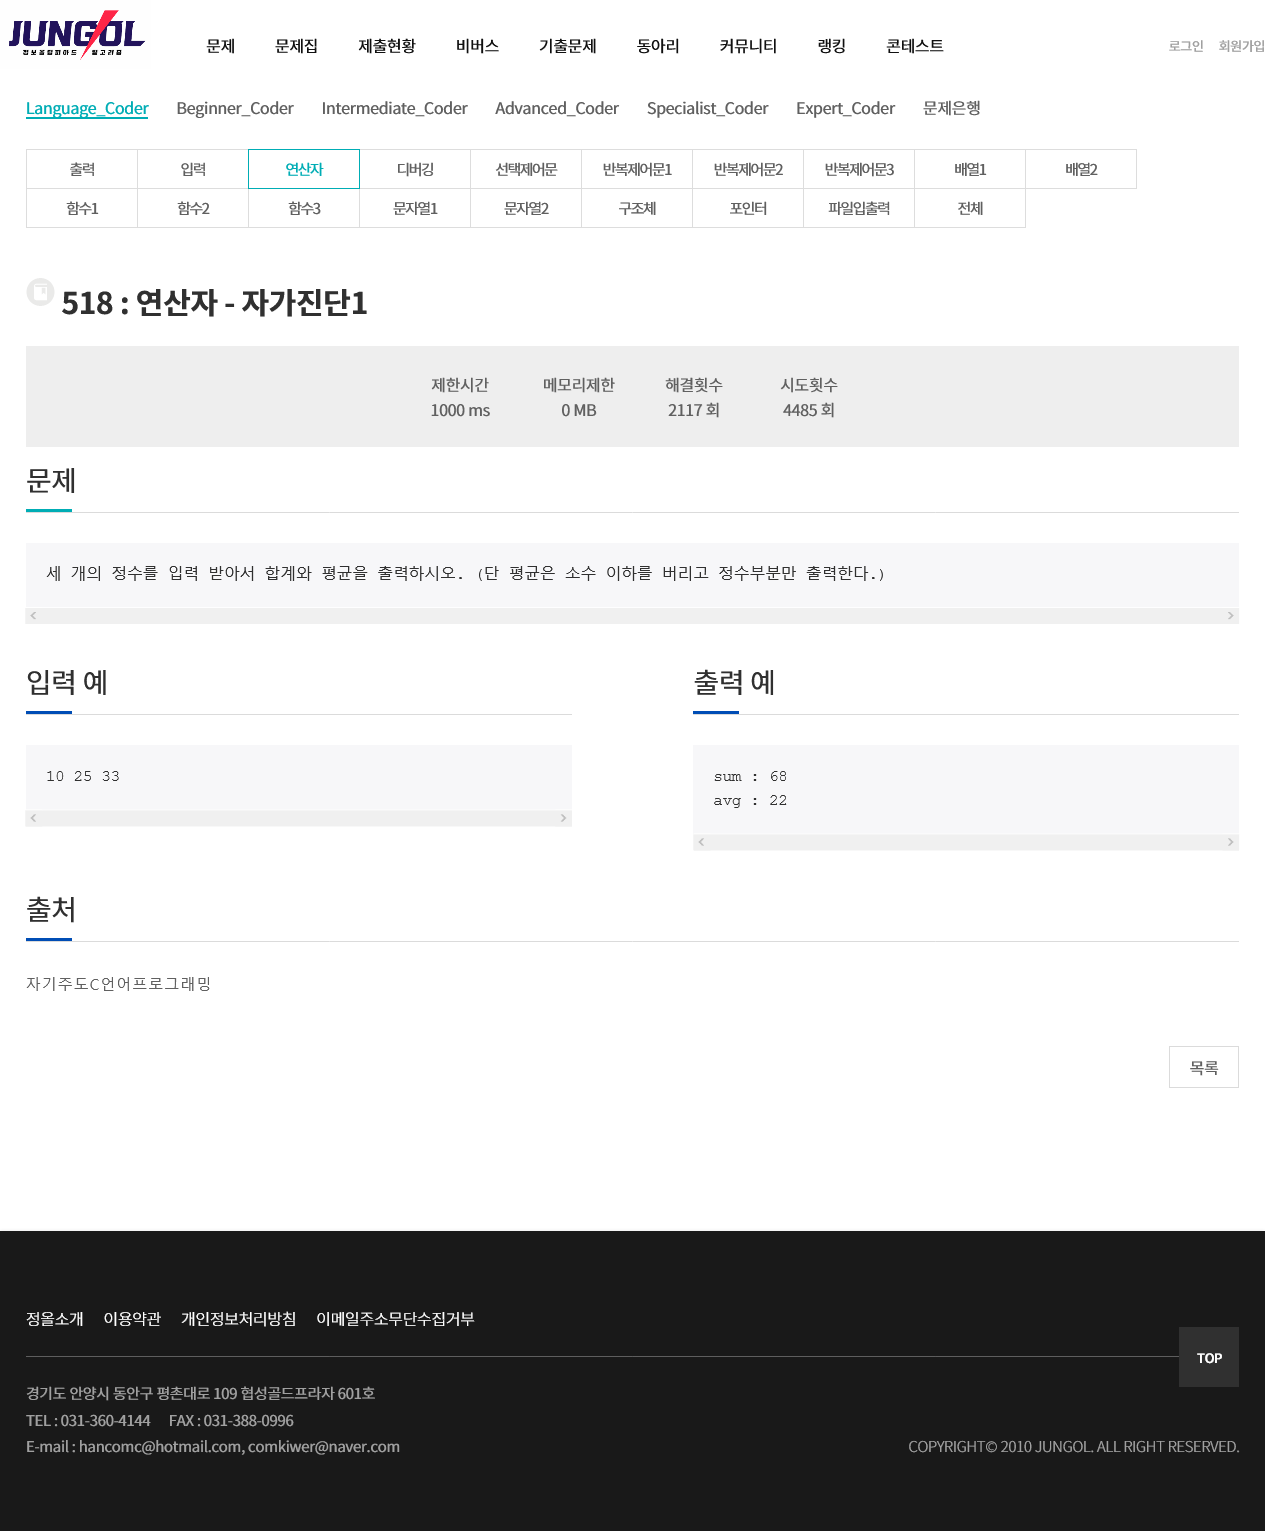 JUNGOL
정보올림피아드 알고리즘
문제 문제집 제출현황 비버스 기출문제 동아리 커뮤니티 랭킹 콘테스트 로그인 회원가입
Language_Coder Beginner_Coder Intermediate_Coder Advanced_Coder Specialist_Coder Expert_Coder 문제은행
출력 입력 연산자 디버깅 선택제어문 반복제어문1 반복제어문2 반복제어문3 배열1 배열2
함수1 함수2 함수3 문자열1 문자열2 구조체 포인터 파일입출력 전체
518 : 연산자 - 자가진단1
제한시간 메모리제한 해결횟수 시도횟수
1000 ms 0 MB 2117 회 4485 회
문제
세 개의 정수를 입력 받아서 합계와 평균을 출력하시오. (단 평균은 소수 이하를 버리고 정수부분만 출력한다.)
입력 예 출력 예
10 25 33 sum : 68
avg : 22
출처
자기주도C언어프로그래밍
목록
정올소개 이용약관 개인정보처리방침 이메일주소무단수집거부
TOP
경기도 안양시 동안구 평촌대로 109 협성골드프라자 601호
TEL : 031-360-4144 FAX : 031-388-0996
E-mail : hancomc@hotmail.com, comkiwer@naver.com COPYRIGHT© 2010 JUNGOL. ALL RIGHT RESERVED.